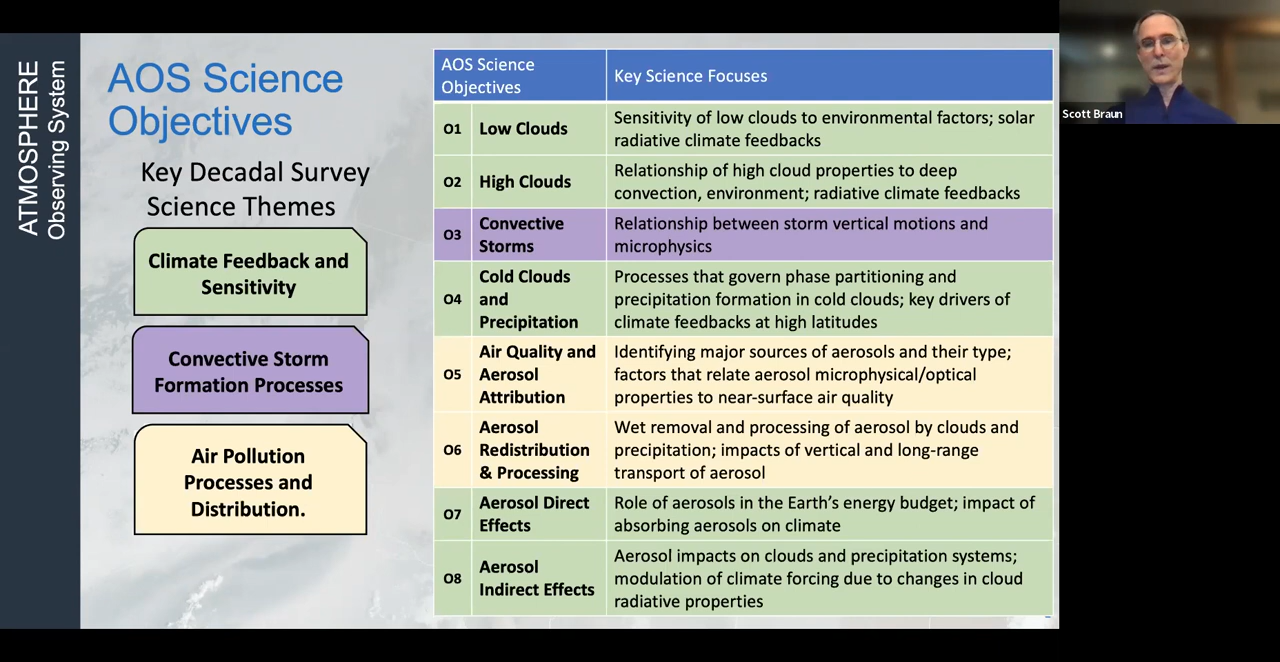 ATMOSPHERE
Observing System
AOS Science
Objectives
Key Decadal Survey
Science Themes
Climate Feedback and
Sensitivity
Convective Storm
Formation Processes
Air Pollution
Processes and
Distribution.
AOS Science
Objectives
Key Science Focuses
O1
Low Clouds
Sensitivity of low clouds to environmental factors; solar
radiative climate feedbacks
O2
High Clouds
Relationship of high cloud properties to deep
convection, environment; radiative climate feedbacks
O3
Convective
Storms
Relationship between storm vertical motions and
microphysics
O4
Cold Clouds
and
Precipitation
Processes that govern phase partitioning and
precipitation formation in cold clouds; key drivers of
climate feedbacks at high latitudes
O5
Air Quality and
Aerosol
Attribution
Identifying major sources of aerosols and their type;
factors that relate aerosol microphysical/optical
properties to near-surface air quality
O6
Aerosol
Redistribution
& Processing
Wet removal and processing of aerosol by clouds and
precipitation; impacts of vertical and long-range
transport of aerosol
O7
Aerosol Direct
Effects
Role of aerosols in the Earth's energy budget; impact of
absorbing aerosols on climate
O8
Aerosol
Indirect Effects
Aerosol impacts on clouds and precipitation systems;
modulation of climate forcing due to changes in cloud
radiative properties
Scott Braun